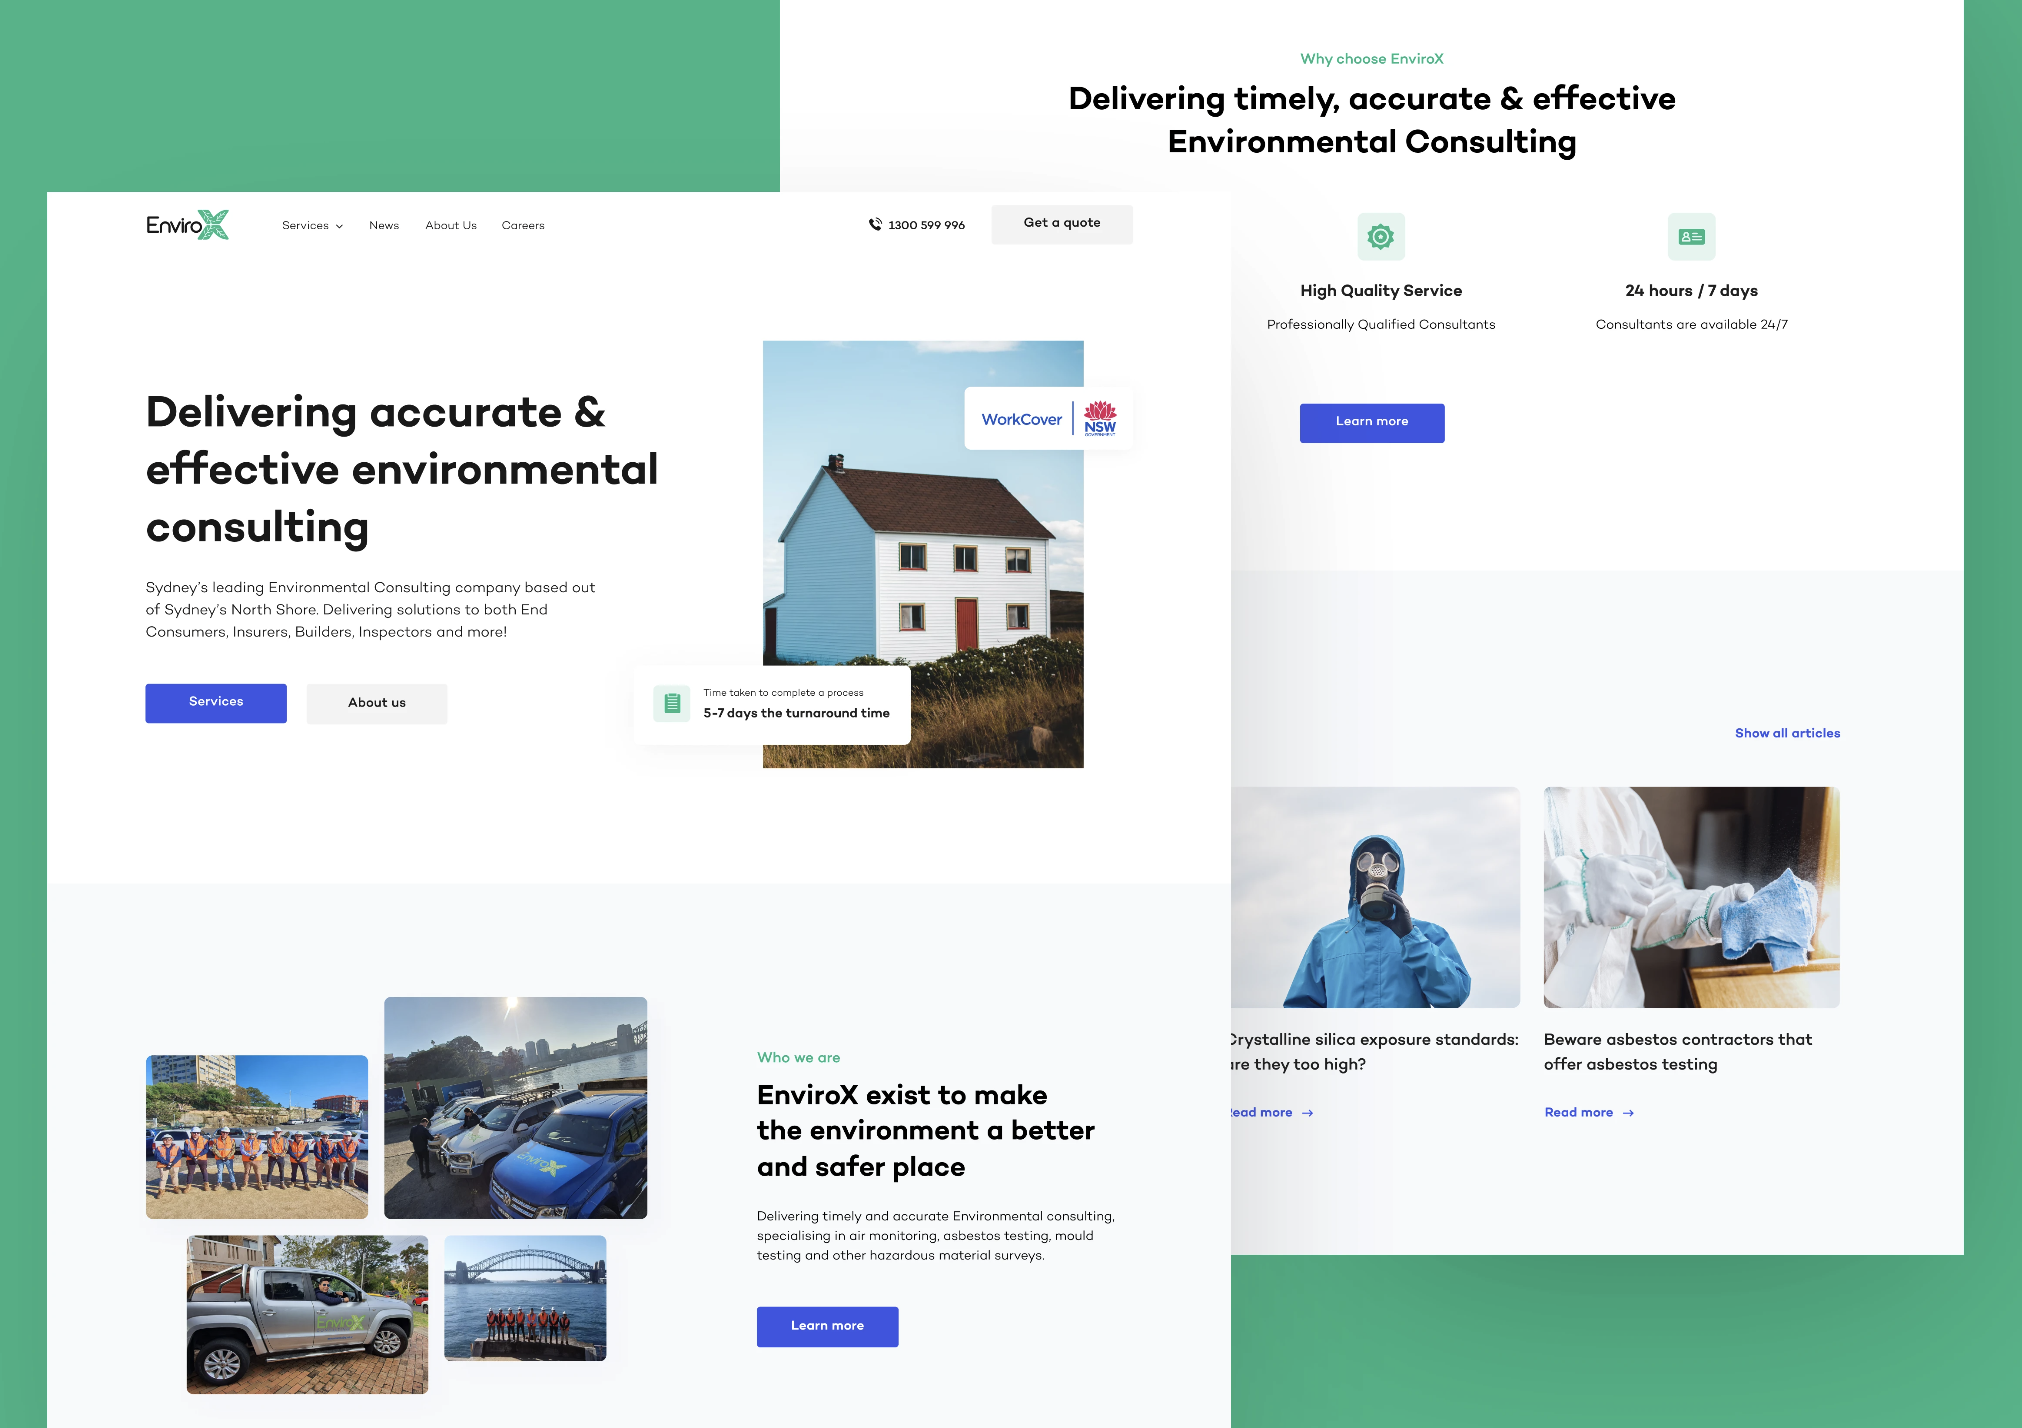 EnviroX
Services
News
About Us
Careers
1300 599 996
Get a quote
Delivering accurate &
effective environmental
consulting
Sydney's leading Environmental Consulting company based out
of Sydney's North Shore. Delivering solutions to both End
Consumers, Insurers, Builders, Inspectors and more!
Services
About us
WorkCover
NSW
GOVERNMENT
Time taken to complete a process
5-7 days the turnaround time
EnviroX
EnviroX
Who we are
EnviroX exist to make
the environment a better
and safer place
Delivering timely and accurate Environmental consulting,
specialising in air monitoring, asbestos testing, mould
testing and other hazardous material surveys.
Learn more
Why choose EnviroX
Delivering timely, accurate & effective
Environmental Consulting
High Quality Service
Professionally Qualified Consultants
24 hours / 7 days
Consultants are available 24/7
Learn more
Show all articles
Crystalline silica exposure standards:
are they too high?
Read more
Beware asbestos contractors that
offer asbestos testing
Read more